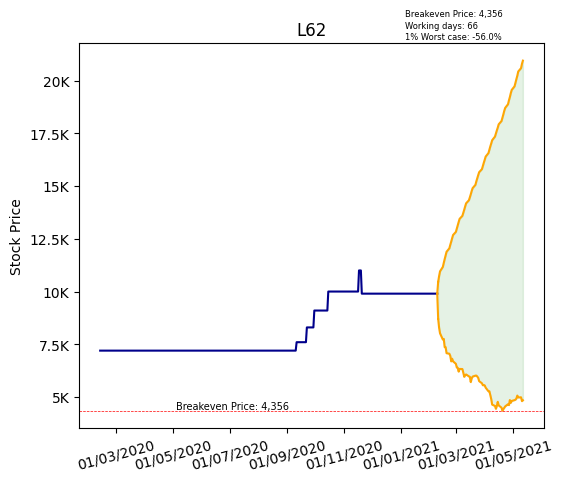 Breakeven Price: 4,356
Working days: 66
1% Worst case: -56.0%
L62
Stock Price
20K
17.5K
15K
12.5K
10K
7.5K
5K
Breakeven Price: 4,356
01/03/2020
01/05/2020
01/07/2020
01/09/2020
01/11/2020
01/01/2021
01/03/2021
01/05/2021